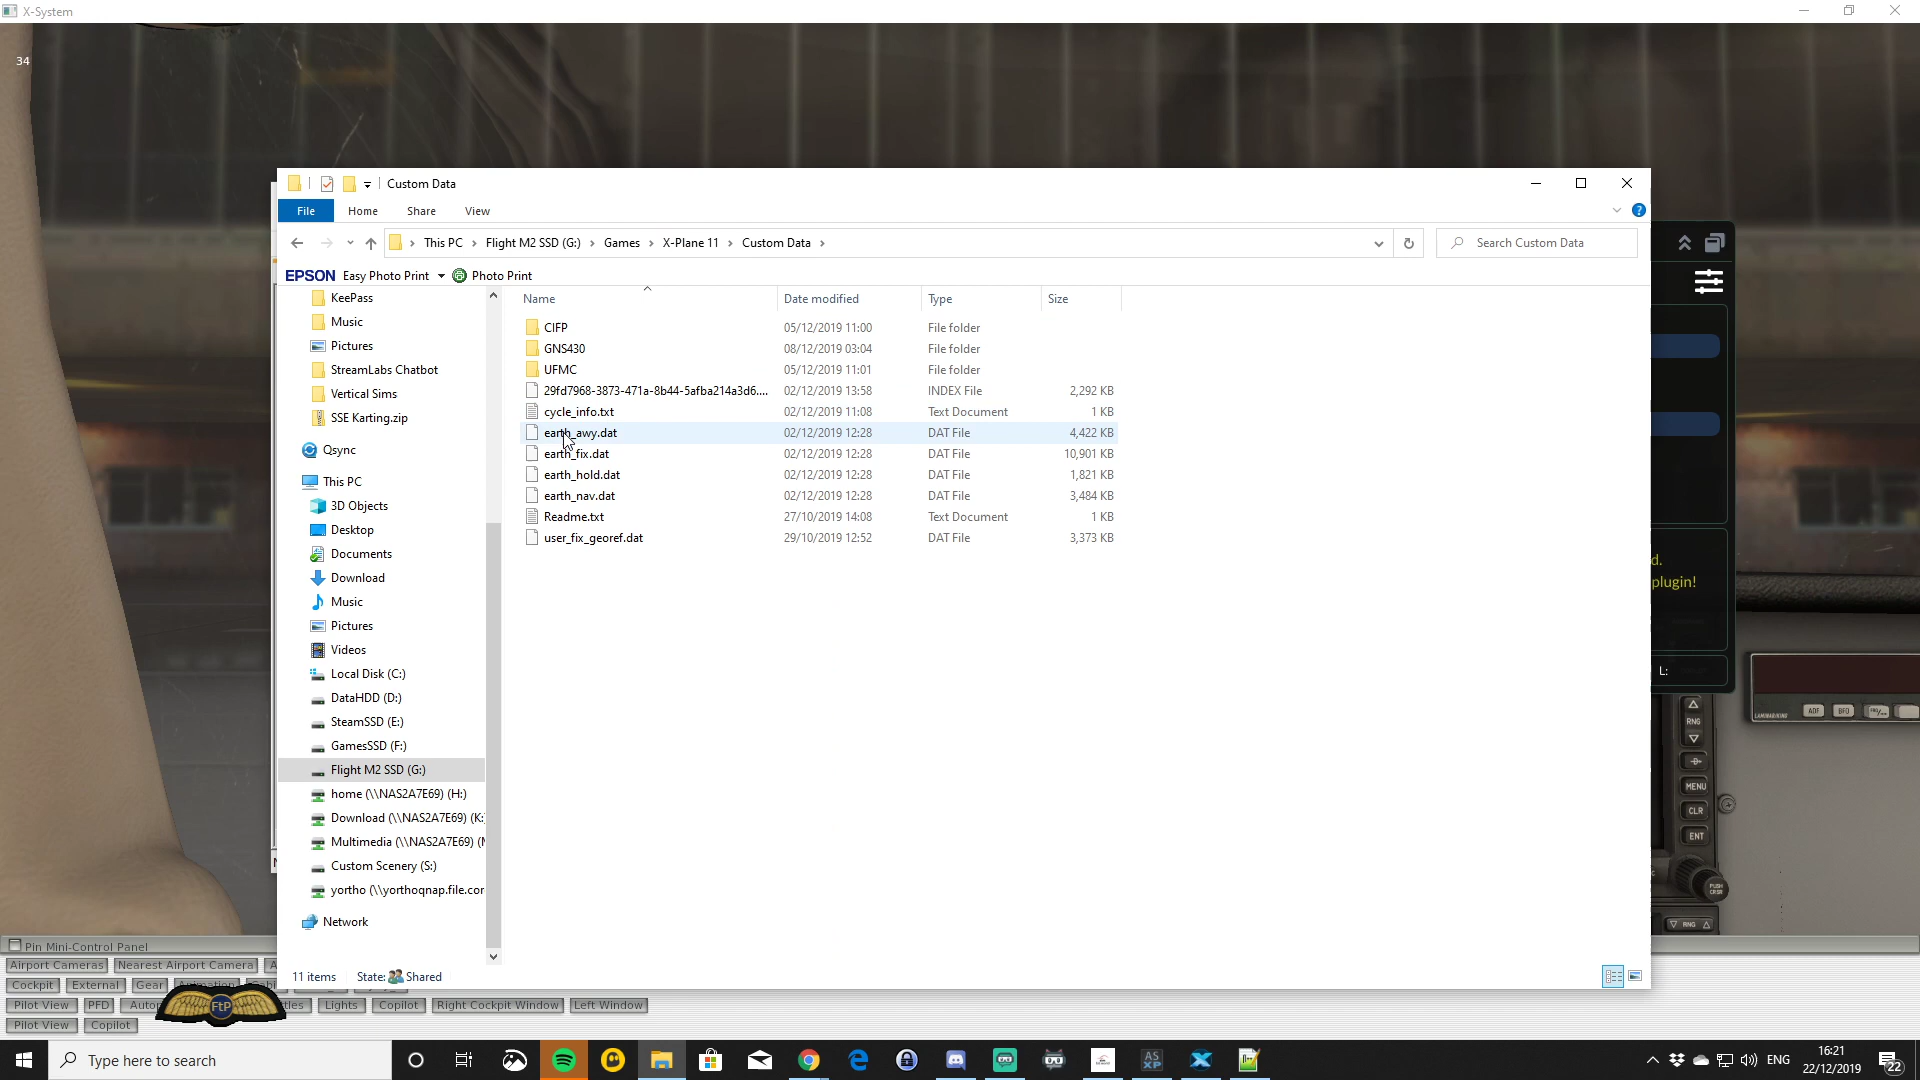 X-System
34
Custom Data
File Home Share View
This PC Flight M2 SSD (G:) Games X-Plane 11 Custom Data
Search Custom Data
EPSON Easy Photo Print Photo Print
KeePass
Music
Pictures
StreamLabs Chatbot
Vertical Sims
SSE Karting.zip
Qsync
This PC
3D Objects
Desktop
Documents
Download
Music
Pictures
Videos
Local Disk (C:)
DataHDD (D:)
SteamSSD (E:)
GamesSSD (F:)
Flight M2 SSD (G:)
home (\\NAS2A7E69) (H:)
Download (\\NAS2A7E69) (K:
Multimedia (\\NAS2A7E69) (
Custom Scenery (S:)
yortho (\\yorthoqnap.file.cor
Network
Name Date modified Type Size
CIFP 05/12/2019 11:00 File folder
GNS430 08/12/2019 03:04 File folder
UFMC 05/12/2019 11:01 File folder
29fd7968-3873-471a-8b44-5afba214a3d6.... 02/12/2019 13:58 INDEX File 2,292 KB
cycle_info.txt 02/12/2019 11:08 Text Document 1 KB
earth_awy.dat 02/12/2019 12:28 DAT File 4,422 KB
earth_fix.dat 02/12/2019 12:28 DAT File 10,901 KB
earth_hold.dat 02/12/2019 12:28 DAT File 1,821 KB
earth_nav.dat 02/12/2019 12:28 DAT File 3,484 KB
Readme.txt 27/10/2019 14:08 Text Document 1 KB
user_fix_georef.dat 29/10/2019 12:52 DAT File 3,373 KB
11 items State: Shared
d.
plugin!
L:
ADF BFO
RNG
MENU
CLR
ENT
PUSH
CRSR
RNG
Pin Mini-Control Panel
Airport Cameras Nearest Airport Camera A
Cockpit External Gear
Pilot View PFD Lights Copilot Right Cockpit Window Left Window
FtP
Pilot View Copilot
Type here to search
AS
XP
ENG
16:21
22/12/2019
22